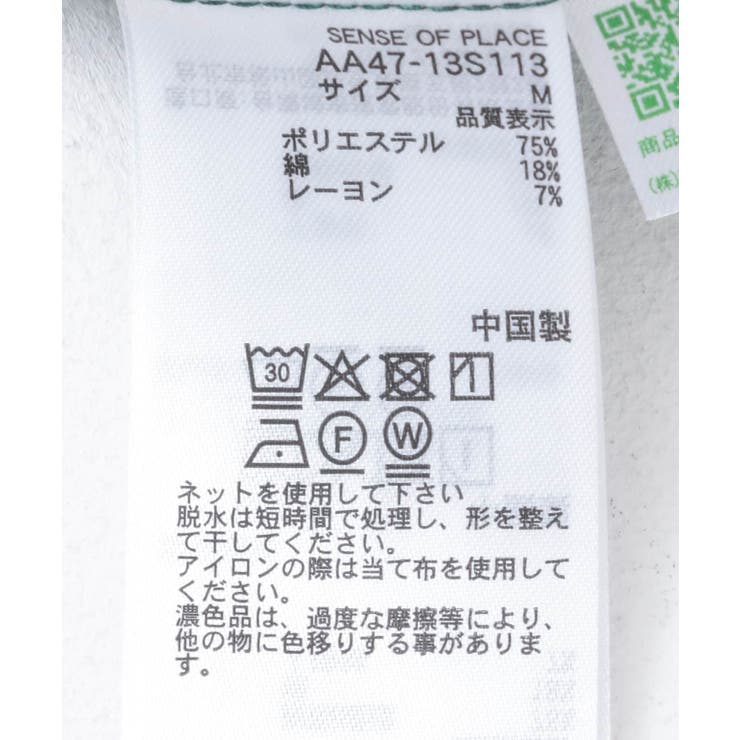 SENSE OF PLACE
AA47-13S113
サイズ M
品質表示
ポリエステル 75%
綿 18%
レーヨン 7%
中国製
30
F W
ネットを使用して下さい
脱水は短時間で処理し、形を整え
て干してください。
アイロンの際は当て布を使用して
ください。
濃色品は、過度な摩擦等により、
他の物に色移りする事がありま
す。
商品
(株)